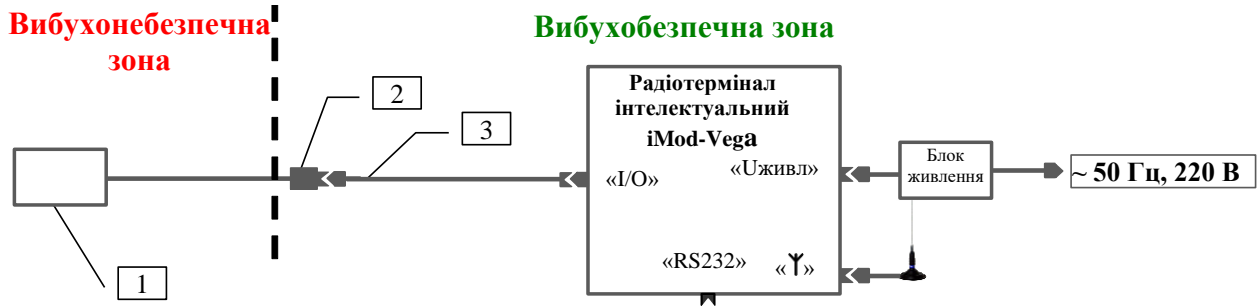 Вибухонебезпечна
зона
Вибухобезпечна зона
2
3
1
Радіотермінал
інтелектуальний
iMod-Vega
«I/O»
«Uживл»
«RS232»
«Y»
Блок
живлення
~ 50 Гц, 220 В